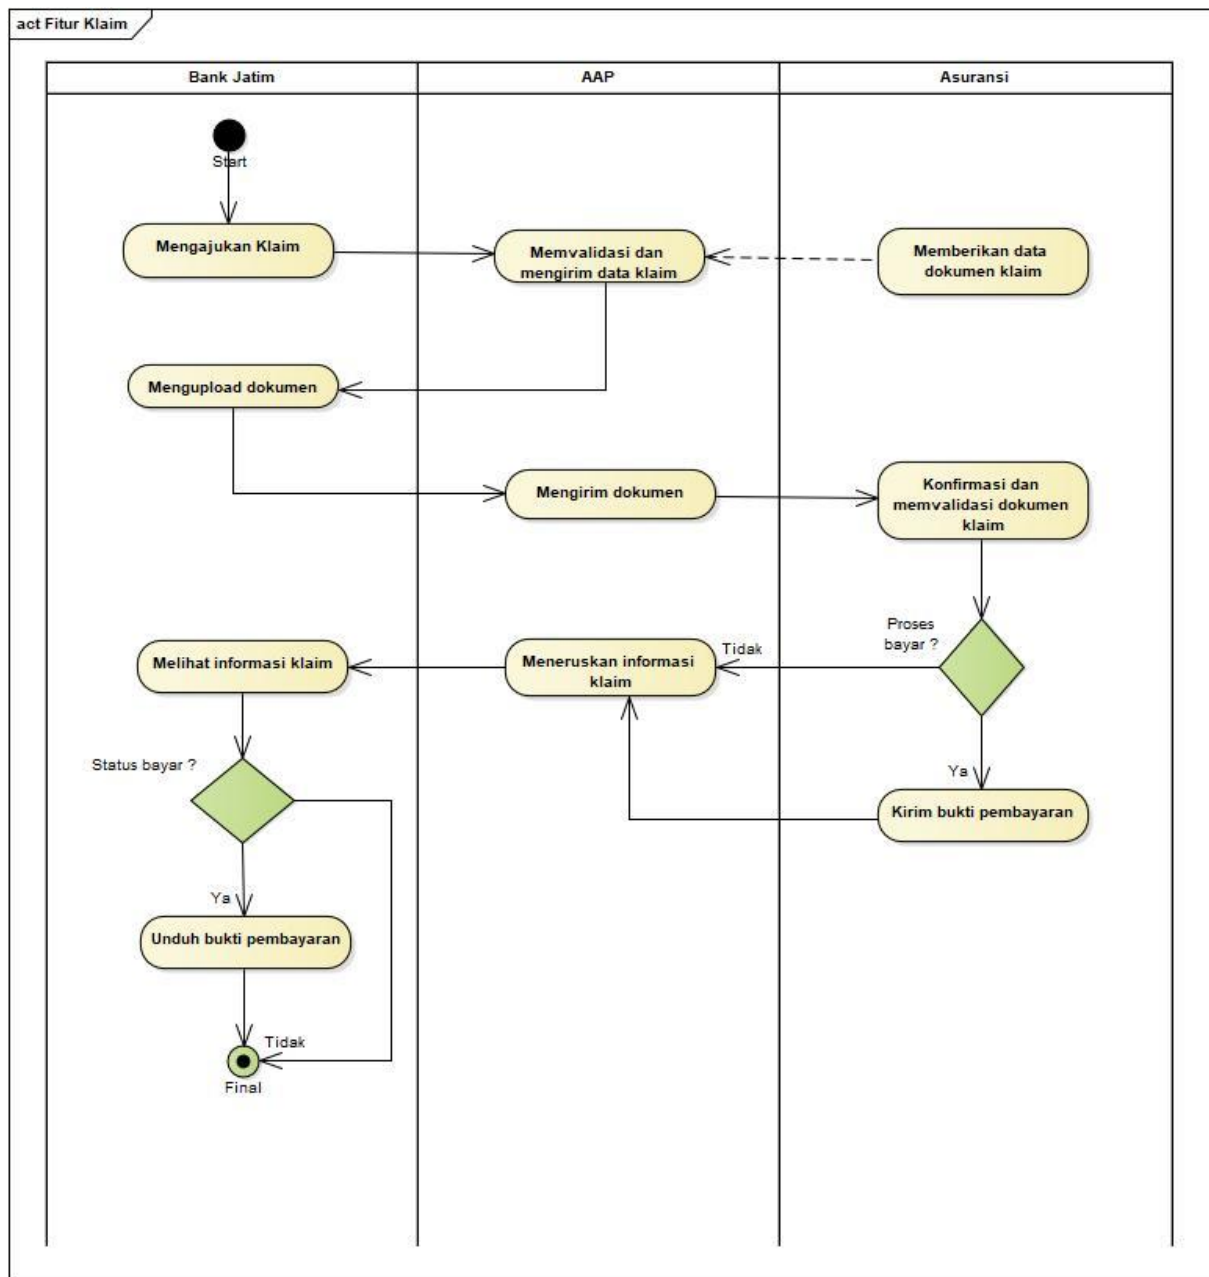 act Fitur Klaim
Bank Jatim
AAP
Asuransi
Start
Mengajukan Klaim
Memvalidasi dan
mengirim data klaim
Memberikan data
dokumen klaim
Mengupload dokumen
Mengirim dokumen
Konfirmasi dan
memvalidasi dokumen
klaim
Proses
bayar ?
Tidak
Melihat informasi klaim
Meneruskan informasi
klaim
Status bayar ?
Ya
Kirim bukti pembayaran
Ya
Unduh bukti pembayaran
Tidak
Final